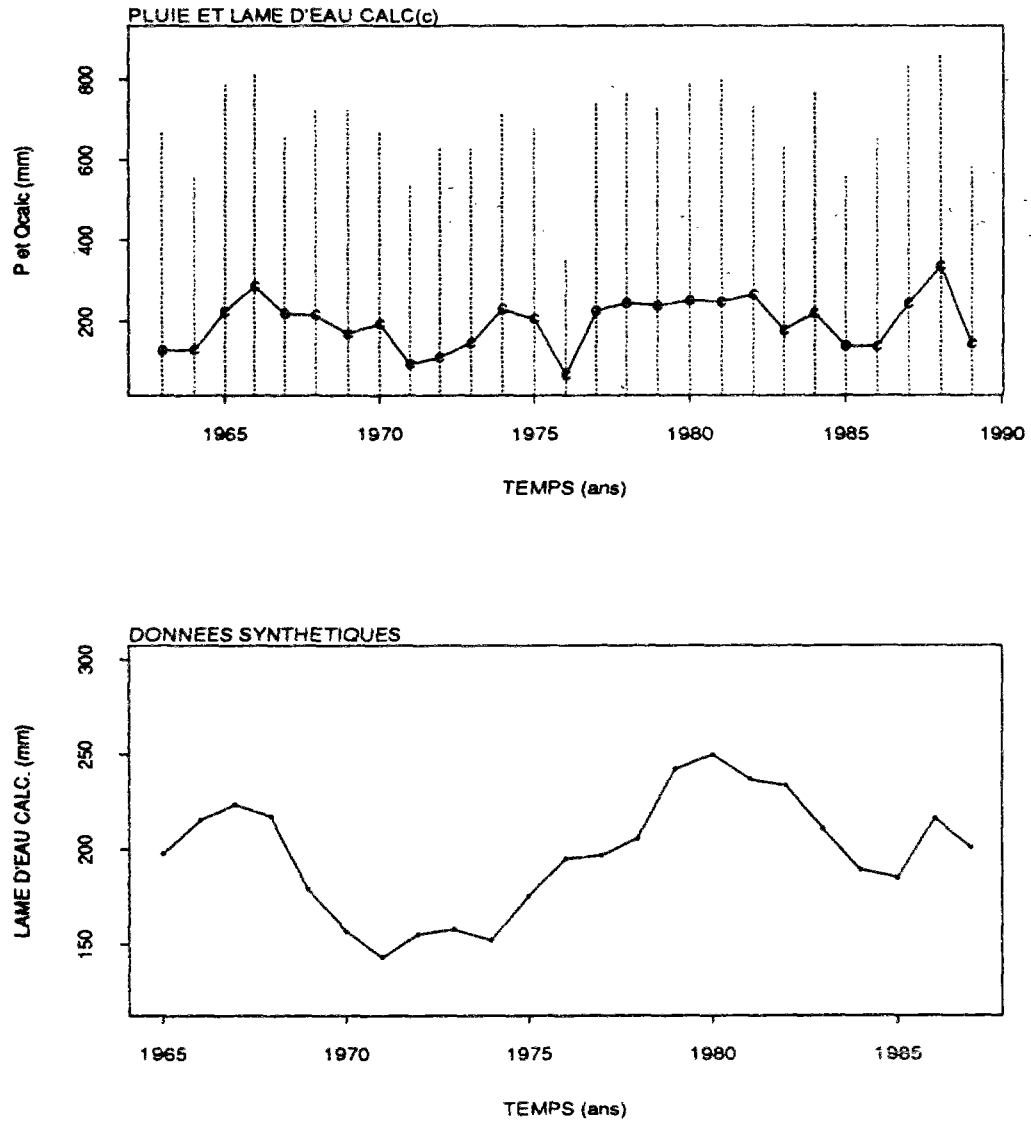 PLUIE ET LAME D'EAU CALC(c)
P et Qcalc (mm)
800
600
400
200
1965 1970 1975 1980 1985 1990
TEMPS (ans)
DONNEES SYNTHETIQUES
LAME D'EAU CALC. (mm)
300
250
200
150
1965 1970 1975 1980 1985
TEMPS (ans)